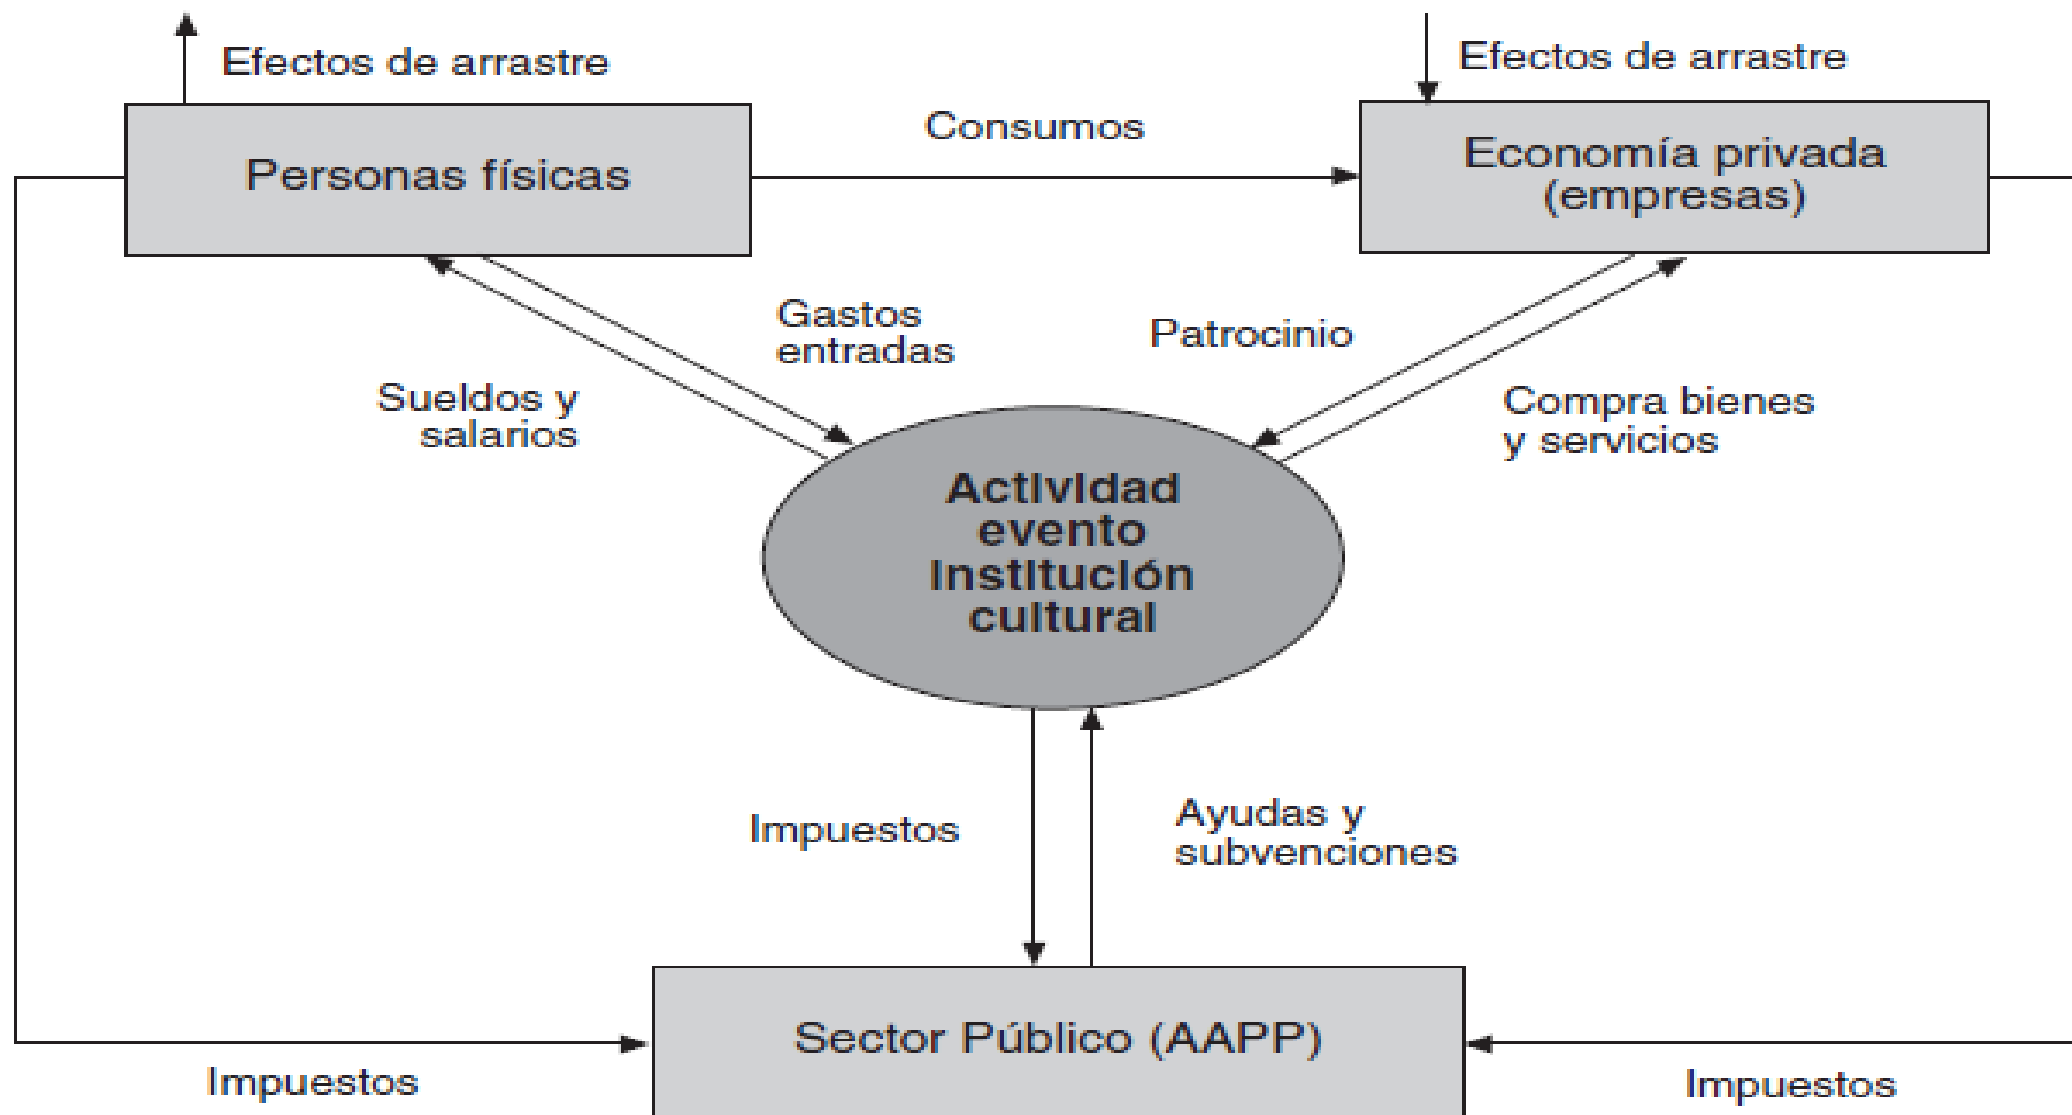 Efectos de arrastre
Efectos de arrastre
Consumos
Personas físicas
Economía privada
(empresas)
Gastos
entradas
Patrocinio
Sueldos y
salarios
Compra bienes
y servicios
Actividad
evento
institución
cultural
Impuestos
Ayudas y
subvenciones
Sector Público (AAPP)
Impuestos
Impuestos